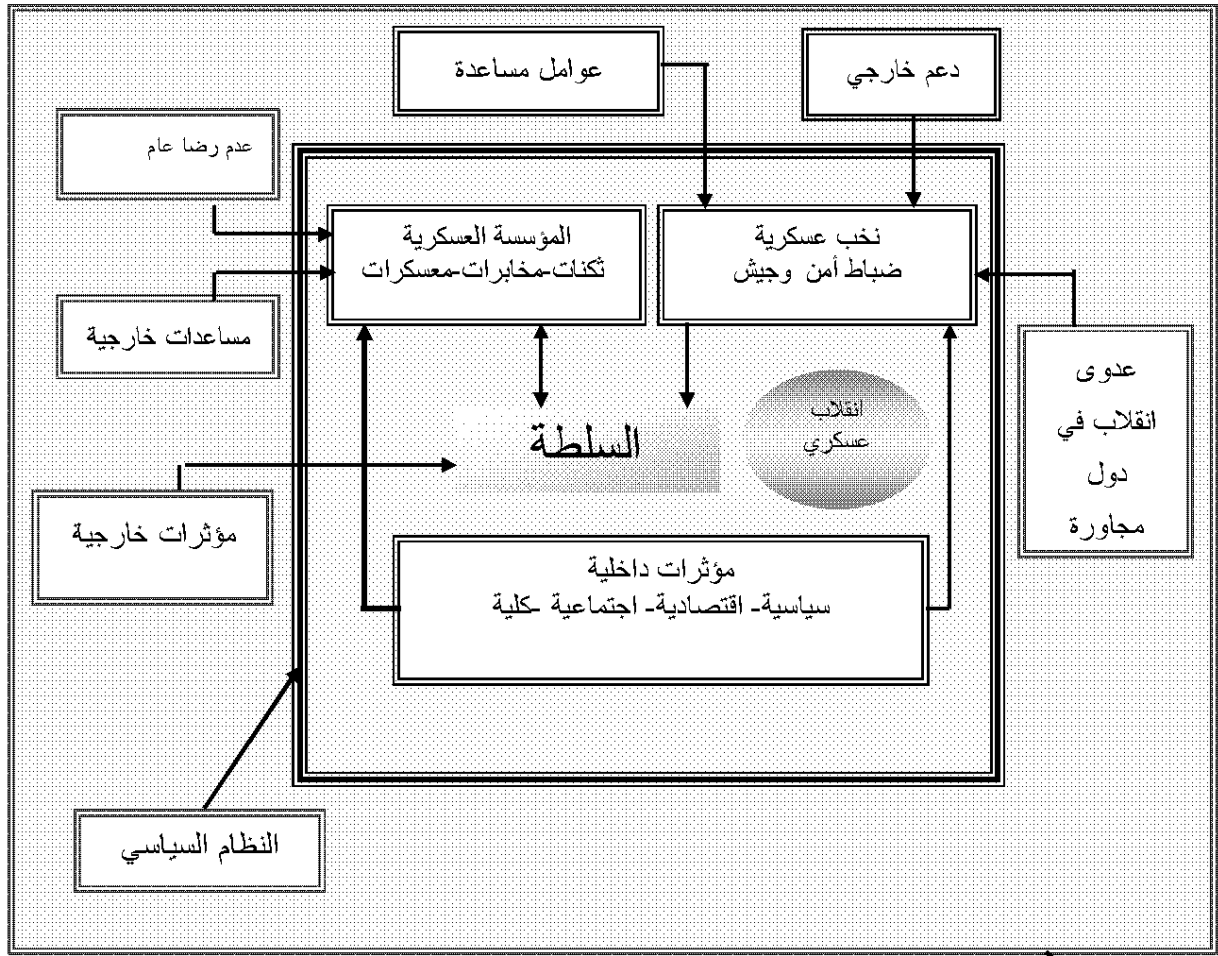 دعم خارجي
عوامل مساعدة
عدم رضا عام
نخب عسكرية
ضباط أمن وجيش
المؤسسة العسكرية
ثكنات-مخابرات-معسكرات
مساعدات خارجية
عدوى
انقلاب في
دول
مجاورة
انقلاب
عسكري
السلطة
مؤثرات خارجية
مؤثرات داخلية
سياسية- اقتصادية- اجتماعية -كلية
النظام السياسي